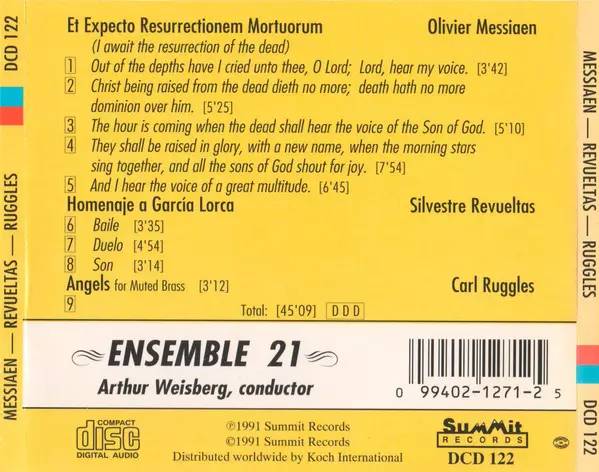 DCD 122
MESSIAEN — REVUELTAS — RUGGLES
Et Expecto Resurrectionem Mortuorum Olivier Messiaen
(I await the resurrection of the dead)
1 Out of the depths have I cried unto thee, O Lord; Lord, hear my voice. [3'42]
2 Christ being raised from the dead dieth no more; death hath no more
dominion over him. [5'25]
3 The hour is coming when the dead shall hear the voice of the Son of God. [5'10]
4 They shall be raised in glory, with a new name, when the morning stars
sing together, and all the sons of God shout for joy. [7'54]
5 And I hear the voice of a great multitude. [6'45]
Homenaje a García Lorca Silvestre Revueltas
6 Baile [3'35]
7 Duelo [4'54]
8 Son [3'14]
Angels for Muted Brass [3'12] Carl Ruggles
9
Total: [45'09] DDD
ENSEMBLE 21
Arthur Weisberg, conductor
0 99402-1271-2 5
COMPACT
disc
DIGITAL AUDIO
℗1991 Summit Records
©1991 Summit Records
Distributed worldwide by Koch International
Summit
RECORDS
DCD 122
MESSIAEN — REVUELTAS — RUGGLES
DCD 122